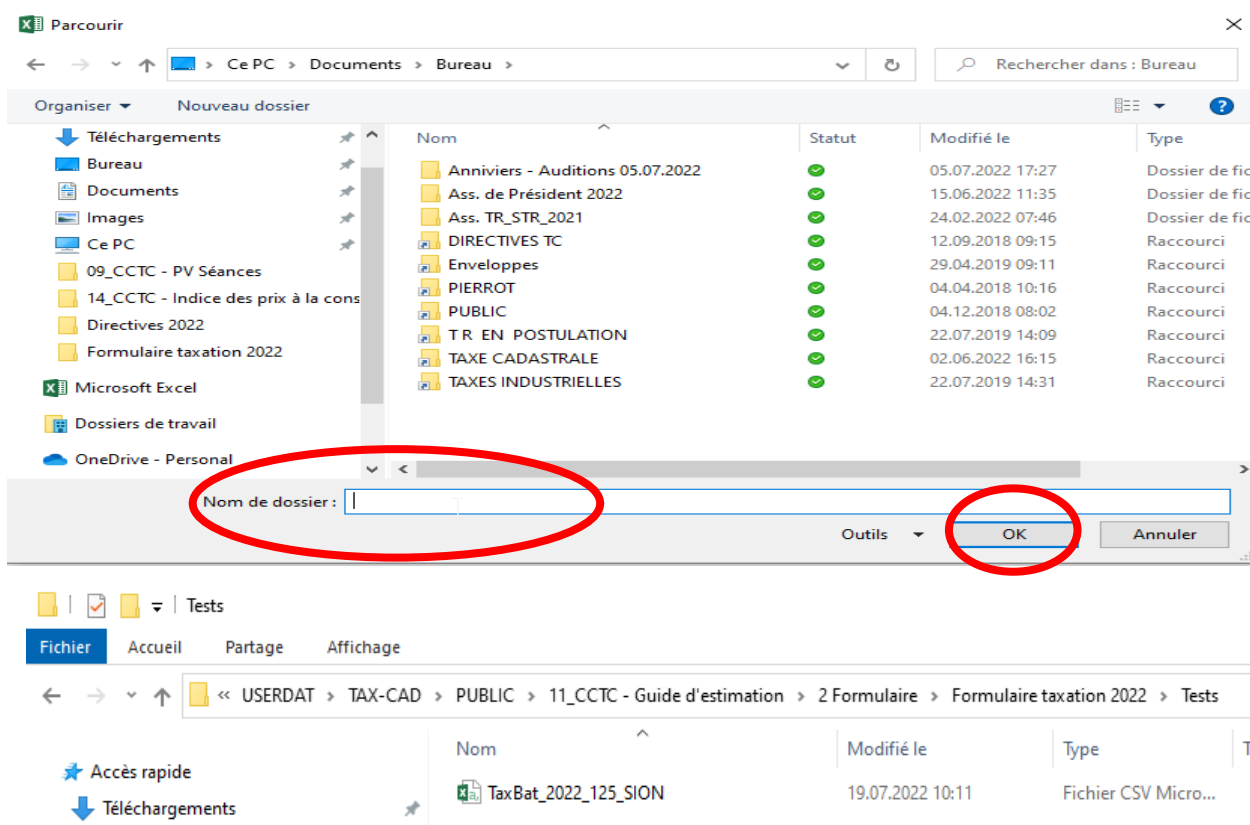 Parcourir
Ce PC > Documents > Bureau >
Rechercher dans : Bureau
Organiser
Nouveau dossier
Téléchargements
Bureau
Documents
Images
Ce PC
09_CCTC - PV Séances
14_CCTC - Indice des prix à la cons
Directives 2022
Formulaire taxation 2022
Microsoft Excel
Dossiers de travail
OneDrive - Personal
Nom Statut Modifié le Type
Anniviers - Auditions 05.07.2022 05.07.2022 17:27 Dossier de fic
Ass. de Président 2022 15.06.2022 11:35 Dossier de fic
Ass. TR_STR_2021 24.02.2022 07:46 Dossier de fic
DIRECTIVES TC 12.09.2018 09:15 Raccourci
Enveloppes 29.04.2019 09:11 Raccourci
PIERROT 04.04.2018 10:16 Raccourci
PUBLIC 04.12.2018 08:02 Raccourci
T R EN POSTULATION 22.07.2019 14:09 Raccourci
TAXE CADASTRALE 02.06.2022 16:15 Raccourci
TAXES INDUSTRIELLES 22.07.2019 14:31 Raccourci
Nom de dossier :
Outils OK Annuler
Tests
Fichier Accueil Partage Affichage
« USERDAT > TAX-CAD > PUBLIC > 11_CCTC - Guide d'estimation > 2 Formulaire > Formulaire taxation 2022 > Tests
Nom Modifié le Type T
Accès rapide
Téléchargements
TaxBat_2022_125_SION 19.07.2022 10:11 Fichier CSV Micro...